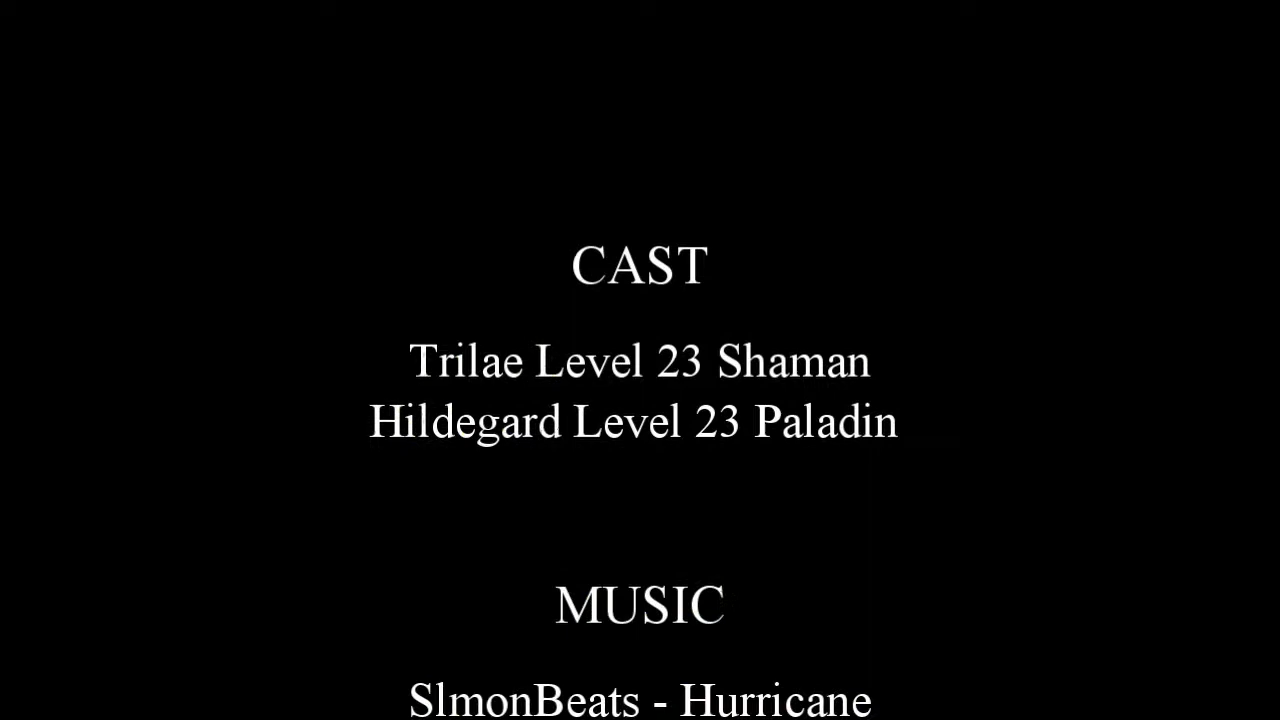 CAST
Trilae Level 23 Shaman
Hildegard Level 23 Paladin
MUSIC
SlmonBeats - Hurricane